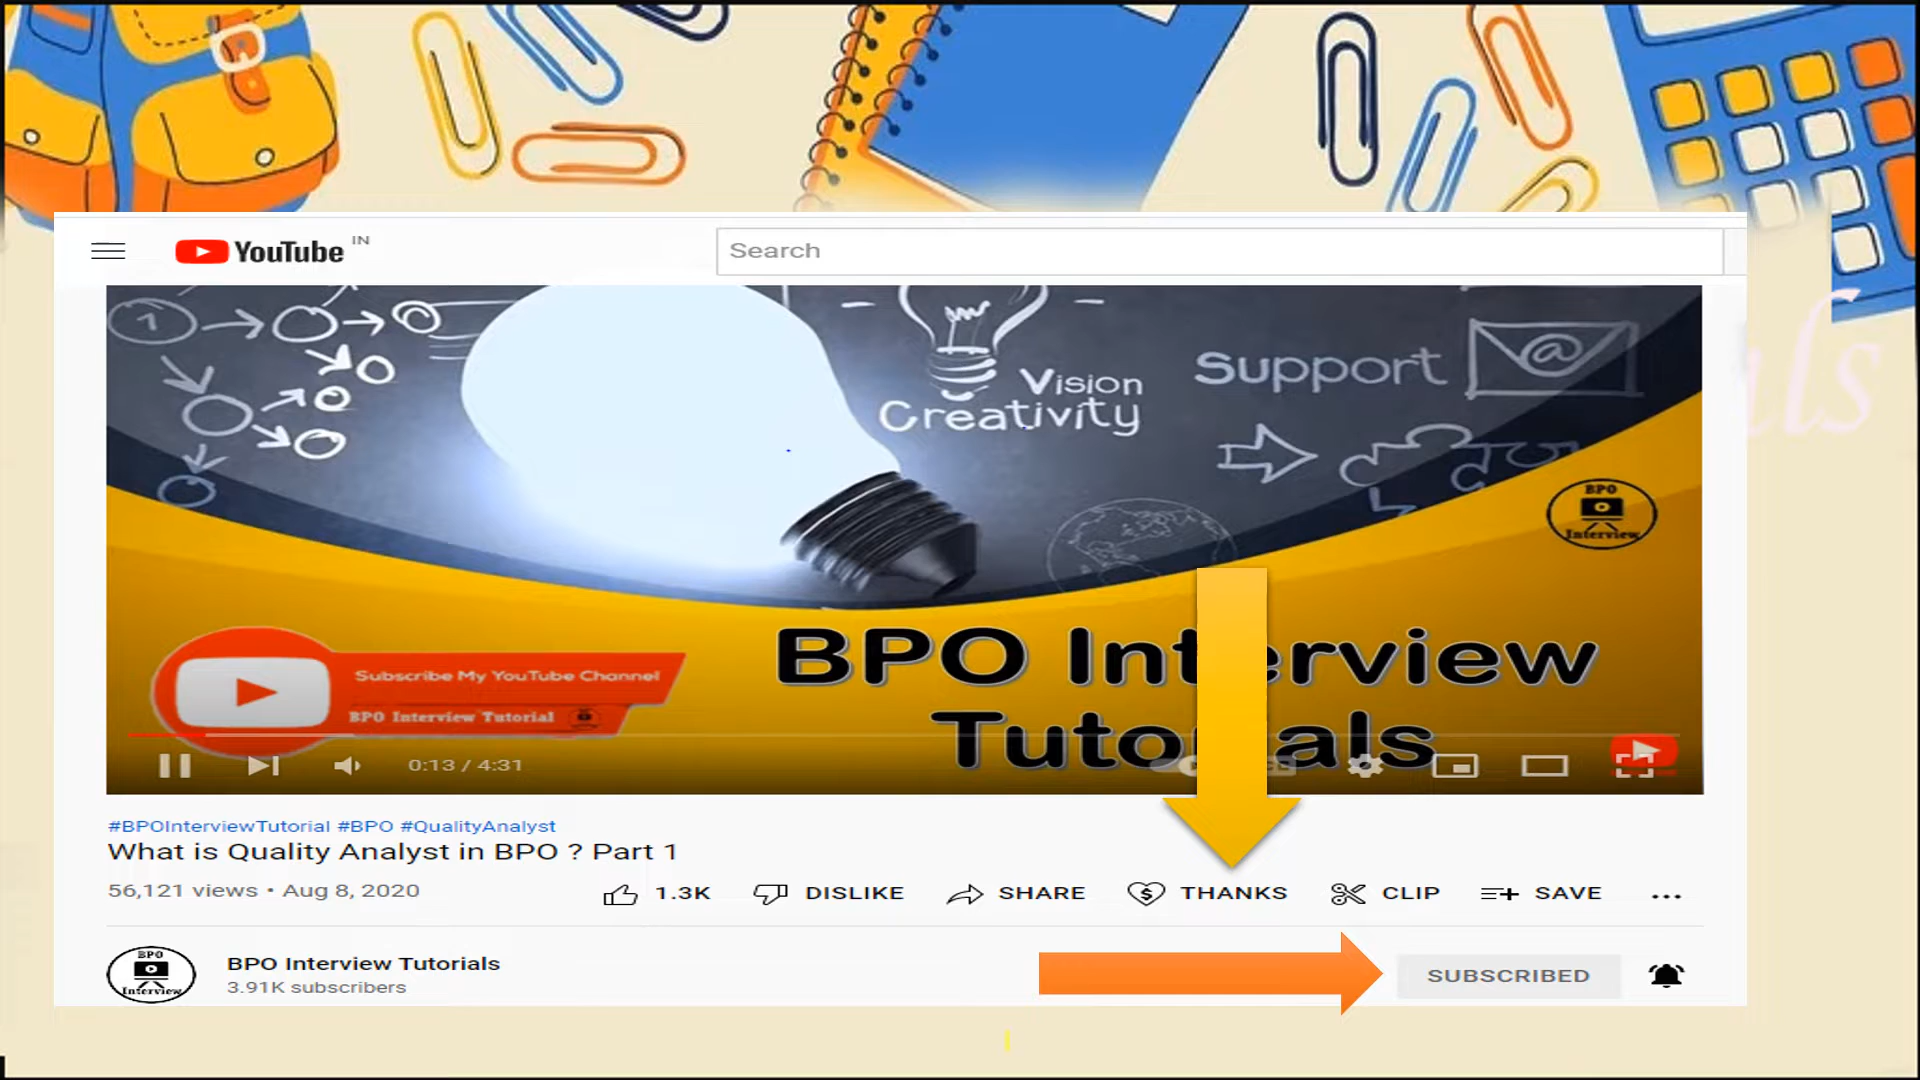 YouTube IN
Search
Vision
Creativity
Support
@
BPO
Interview
BPO Interview
Tutorials
Subscribe My YouTube Channel
BPO Interview Tutorial
0:13 / 4:31
#BPOInterviewTutorial #BPO #QualityAnalyst
What is Quality Analyst in BPO ? Part 1
56,121 views • Aug 8, 2020
1.3K DISLIKE SHARE THANKS CLIP SAVE ...
BPO
Interview
BPO Interview Tutorials
3.91K subscribers
SUBSCRIBED